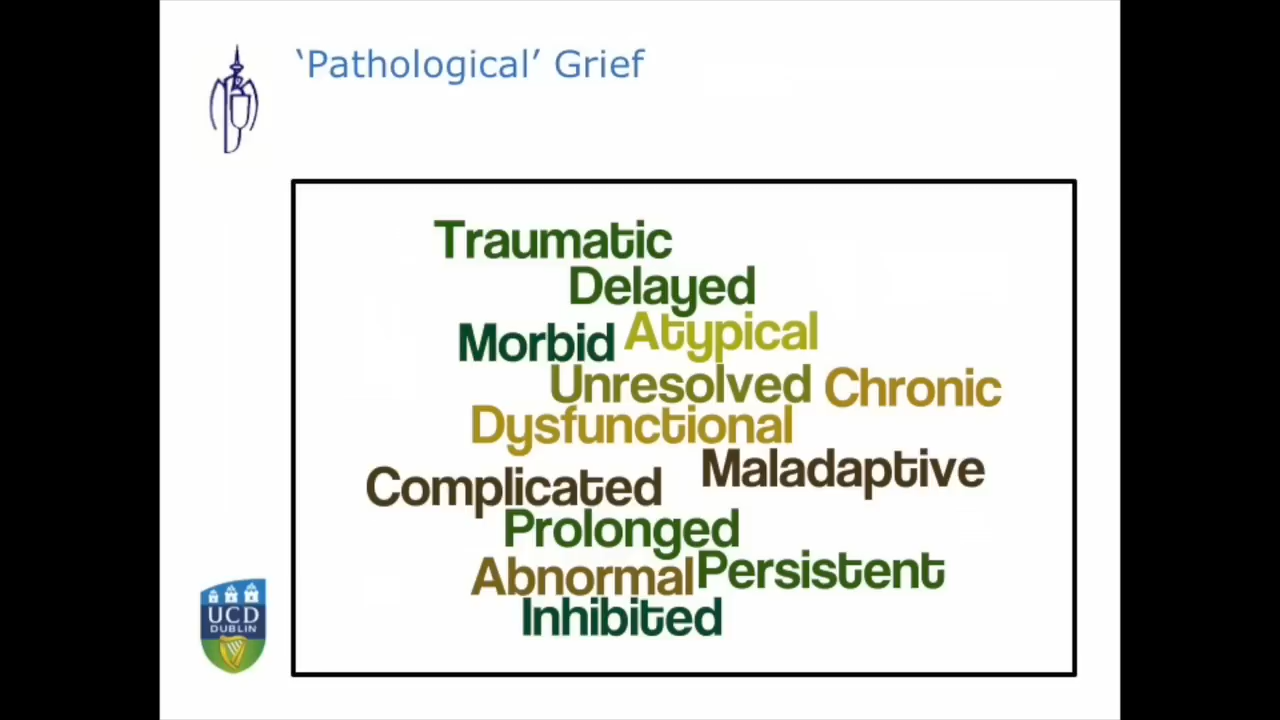 ‘Pathological’ Grief
Traumatic
Delayed
Morbid Atypical
Unresolved Chronic
Dysfunctional
Maladaptive
Complicated
Prolonged
Abnormal Persistent
Inhibited
UCD
DUBLIN